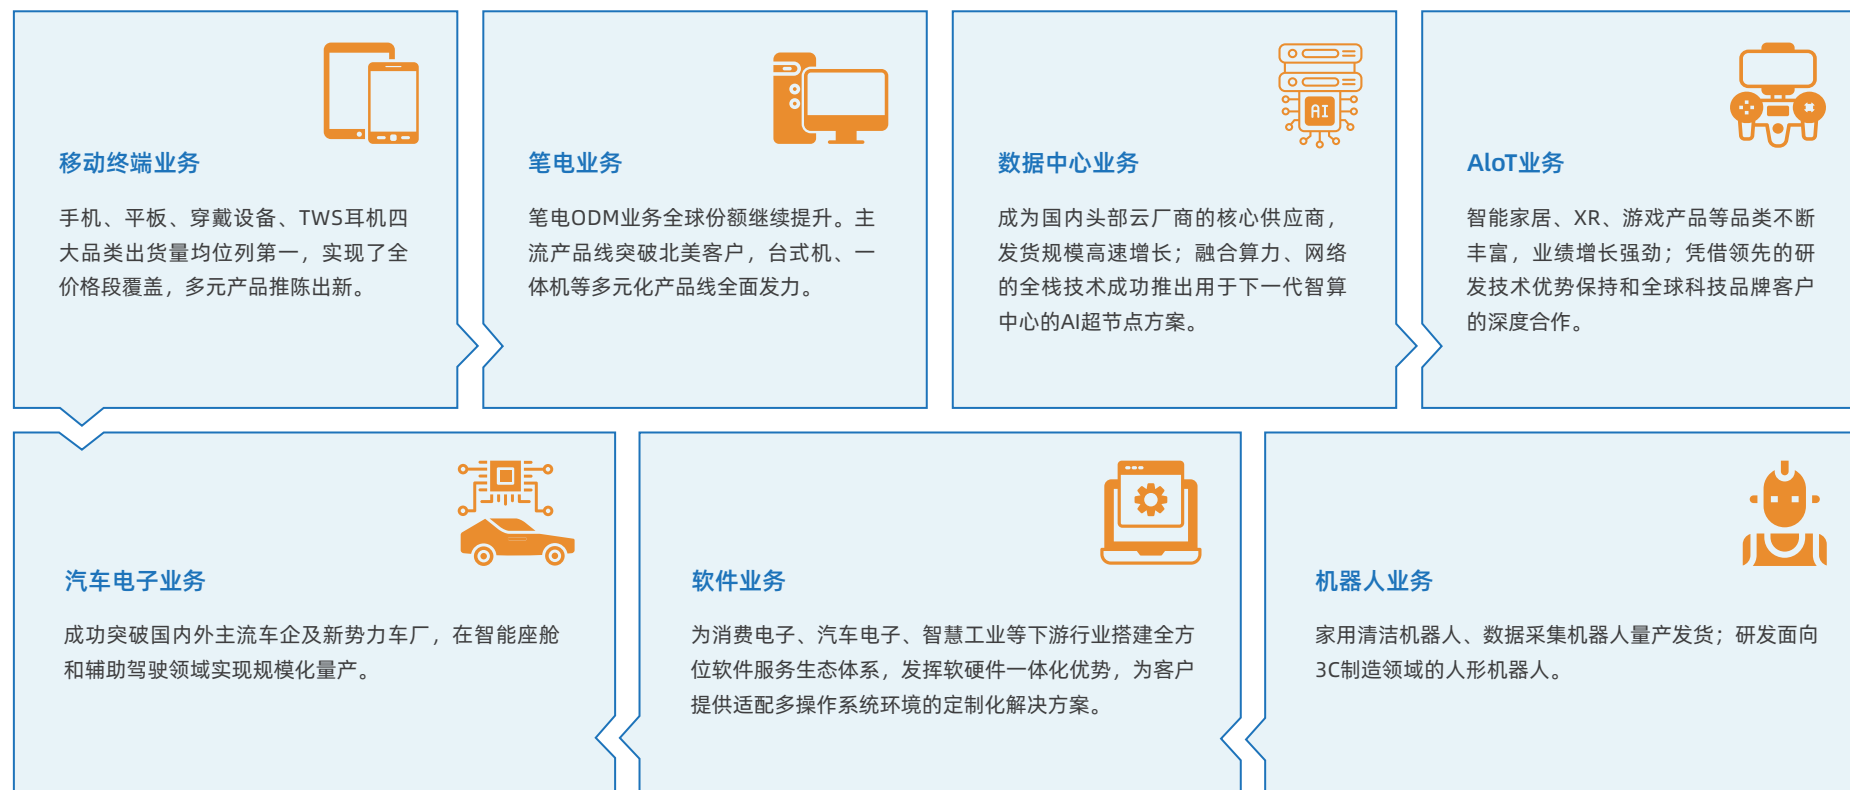 移动终端业务
手机、平板、穿戴设备、TWS耳机四
大品类出货量均位列第一，实现了全
价格段覆盖，多元产品推陈出新。
笔电业务
笔电ODM业务全球份额继续提升。主
流产品线突破北美客户，台式机、一
体机等多元化产品线全面发力。
AI
数据中心业务
成为国内头部云厂商的核心供应商，
发货规模高速增长；融合算力、网络
的全栈技术成功推出用于下一代智算
中心的AI超节点方案。
AIoT业务
智能家居、XR、游戏产品等品类不断
丰富，业绩增长强劲；凭借领先的研
发技术优势保持和全球科技品牌客户
的深度合作。
汽车电子业务
成功突破国内外主流车企及新势力车厂，在智能座舱
和辅助驾驶领域实现规模化量产。
软件业务
为消费电子、汽车电子、智慧工业等下游行业搭建全方
位软件服务生态体系，发挥软硬件一体化优势，为客户
提供适配多操作系统环境的定制化解决方案。
机器人业务
家用清洁机器人、数据采集机器人量产发货；研发面向
3C制造领域的人形机器人。